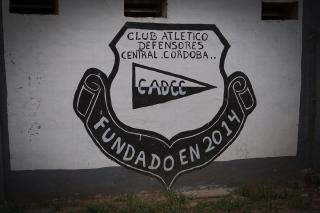 CLUB ATLETICO
DEFENSORES
CENTRAL CORDOBA..
CADCC
FUNDADO EN 2014